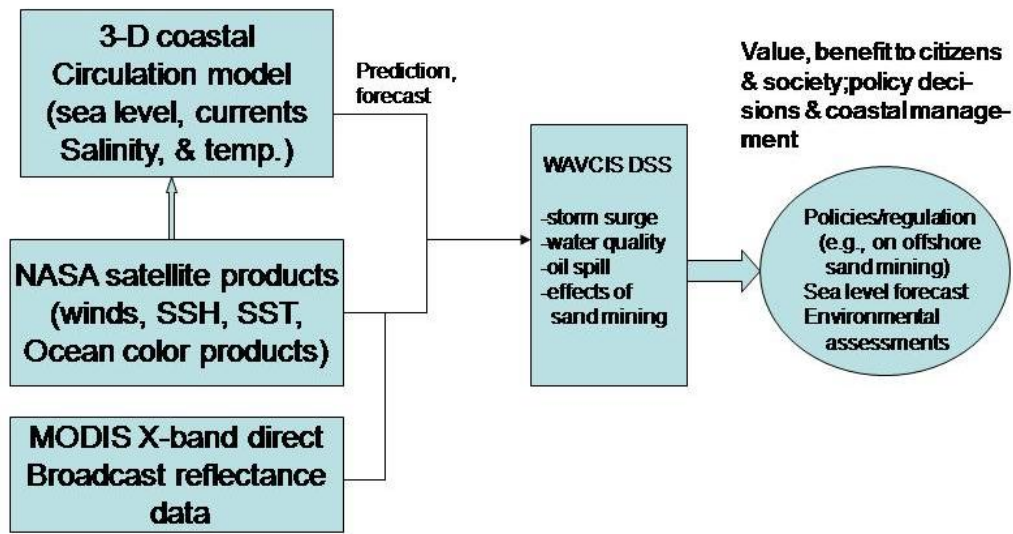 3-D coastal
Circulation model
(sea level, currents
Salinity, & temp.)
Prediction,
forecast
NASA satellite products
(winds, SSH, SST,
Ocean color products)
MODIS X-band direct
Broadcast reflectance
data
WAVCIS DSS
-storm surge
-water quality
-oil spill
-effects of
sand mining
Value, benefit to citizens
& society;policy deci-
sions & coastal manage-
ment
Policies/regulation
(e.g., on offshore
sand mining)
Sea level forecast
Environmental
assessments